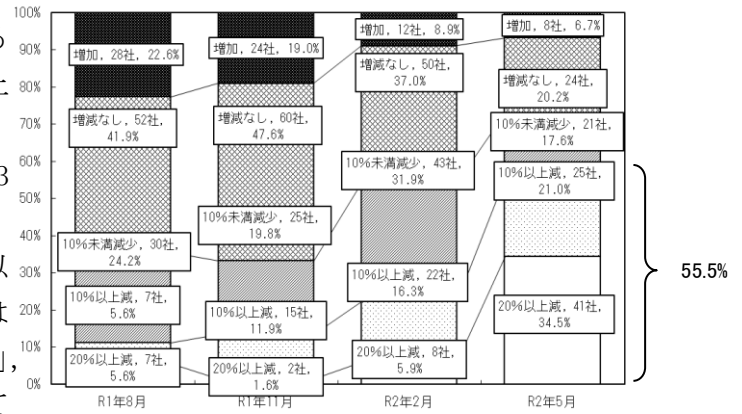 100%
90%
80%
70%
60%
50%
40%
30%
20%
10%
0%
増加, 28社, 22.6%
増減なし, 52社,
41.9%
10%未満減少, 30社,
24.2%
10%以上減, 7社,
5.6%
20%以上減, 7社,
5.6%
増加, 24社, 19.0%
増減なし, 60社,
47.6%
10%未満減少, 25社,
19.8%
10%以上減, 15社,
11.9%
20%以上減, 2社,
1.6%
増加, 12社, 8.9%
増減なし, 50社,
37.0%
10%未満減少, 43社,
31.9%
10%以上減, 22社,
16.3%
20%以上減, 8社,
5.9%
増加, 8社, 6.7%
増減なし, 24社,
20.2%
10%未満減少, 21社,
17.6%
10%以上減, 25社,
21.0%
20%以上減, 41社,
34.5%
55.5%
R1年8月
R1年11月
R2年2月
R2年5月